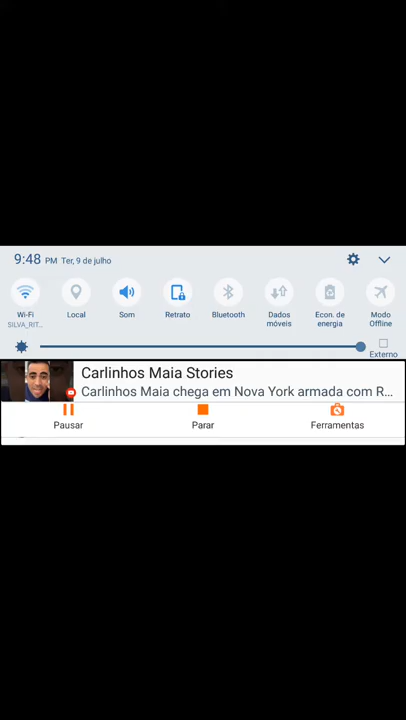 9:48 PM Ter, 9 de julho
Wi-Fi Local Som Retrato Bluetooth Dados móveis Econ. de energia Modo Offline
SILVA_RIT...
Externo
Carlinhos Maia Stories
Carlinhos Maia chega em Nova York armada com R...
Pausar Parar Ferramentas